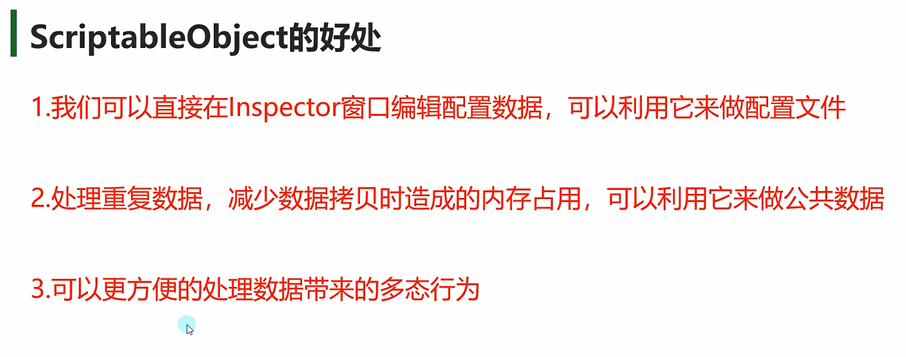 ScriptableObject的好处
1.我们可以直接在Inspector窗口编辑配置数据，可以利用它来做配置文件
2.处理重复数据，减少数据拷贝时造成的内存占用，可以利用它来做公共数据
3.可以更方便的处理数据带来的多态行为